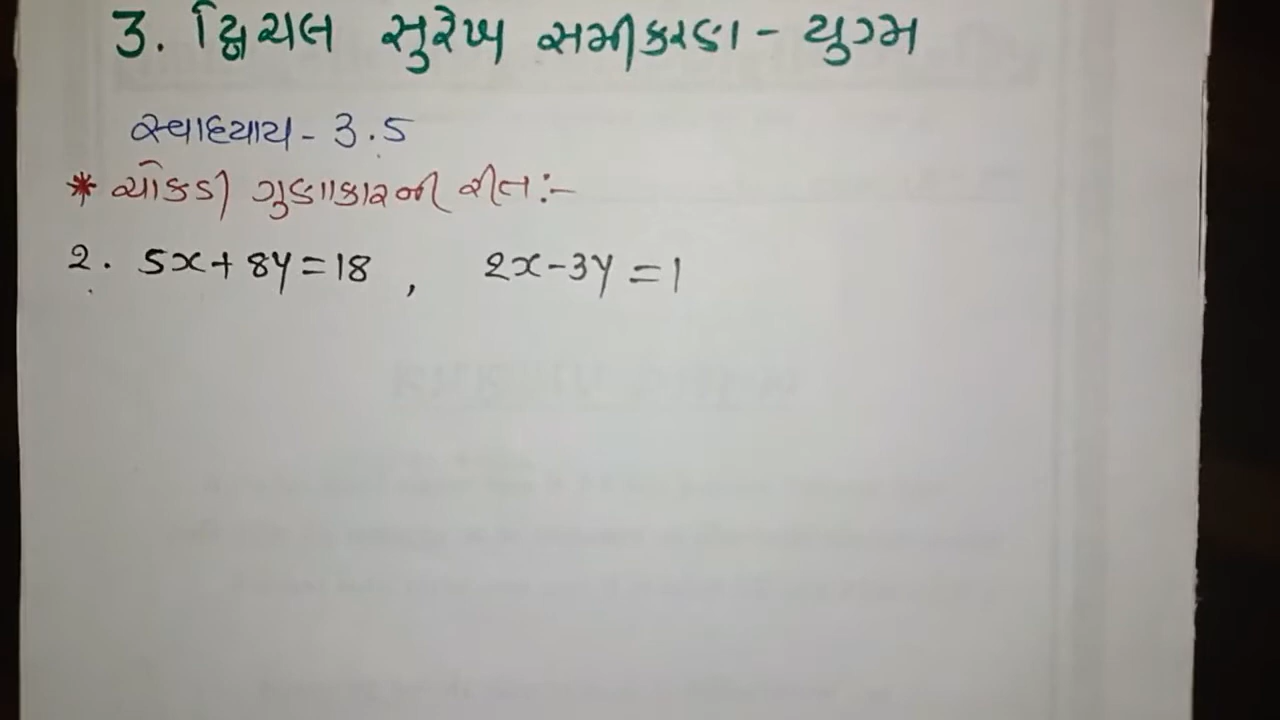 3. દ્વિચલ સુરેખ સમીકરણ - યુગ્મ
સ્વાધ્યાય - 3.5
* ચોકડી ગુણાકારની રીત :-
2. 5x + 8y = 18 , 2x - 3y = 1